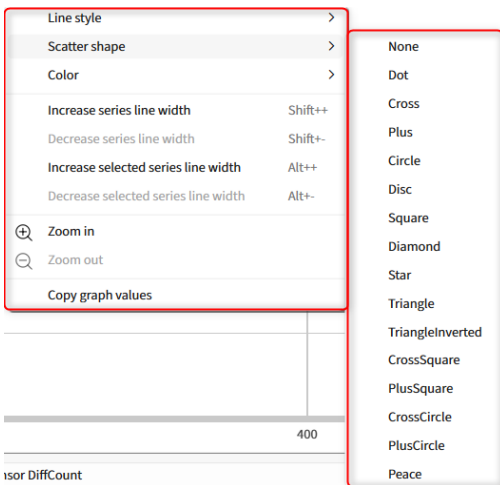 Line style
Scatter shape
Color
Increase series line width Shift++
Decrease series line width Shift+-
Increase selected series line width Alt++
Decrease selected series line width Alt+-
Zoom in
Zoom out
Copy graph values
None
Dot
Cross
Plus
Circle
Disc
Square
Diamond
Star
Triangle
TriangleInverted
CrossSquare
PlusSquare
CrossCircle
PlusCircle
Peace
400
DiffCount